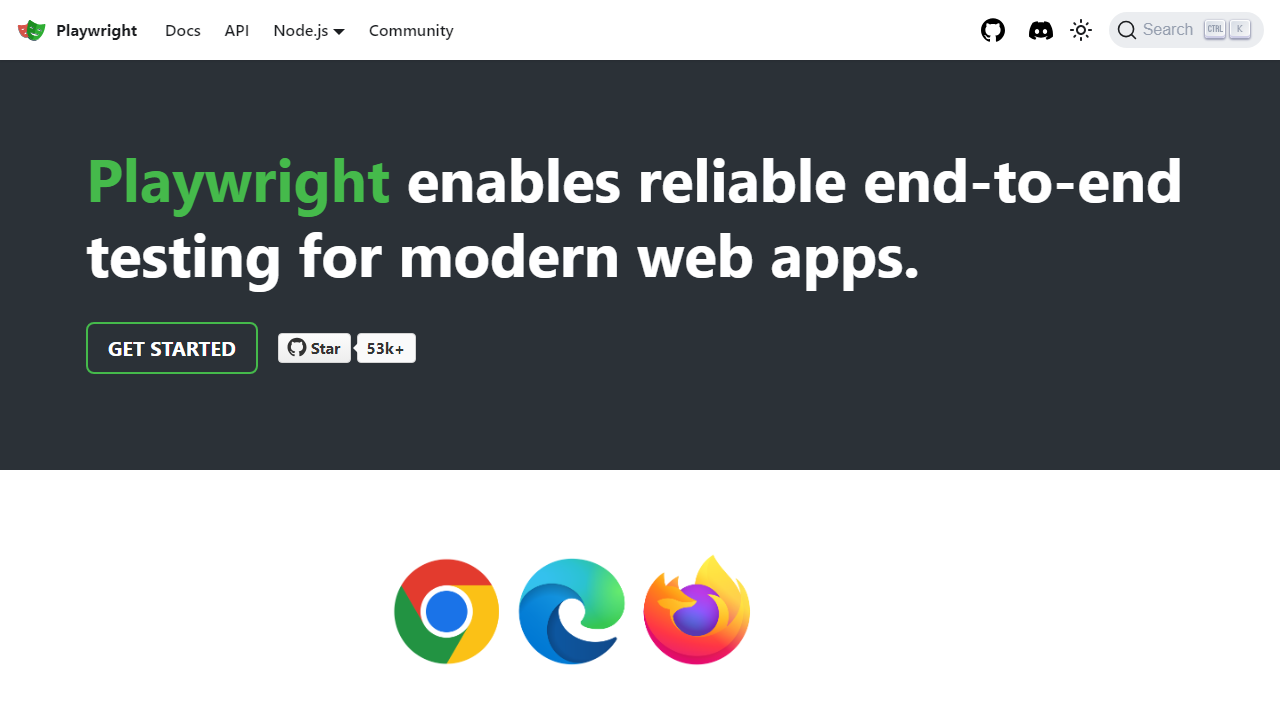 Playwright Docs API Node.js Community Search CTRL K
Playwright enables reliable end-to-end
testing for modern web apps.
GET STARTED Star 53k+